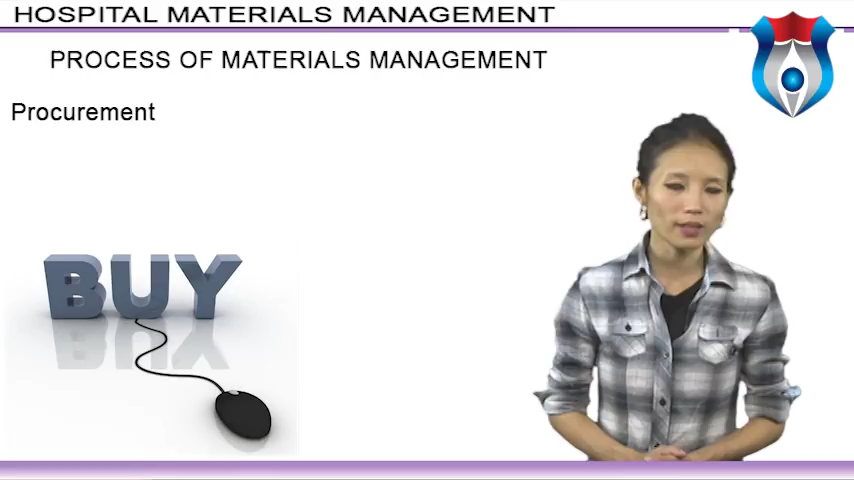 HOSPITAL MATERIALS MANAGEMENT
PROCESS OF MATERIALS MANAGEMENT
Procurement
BUY